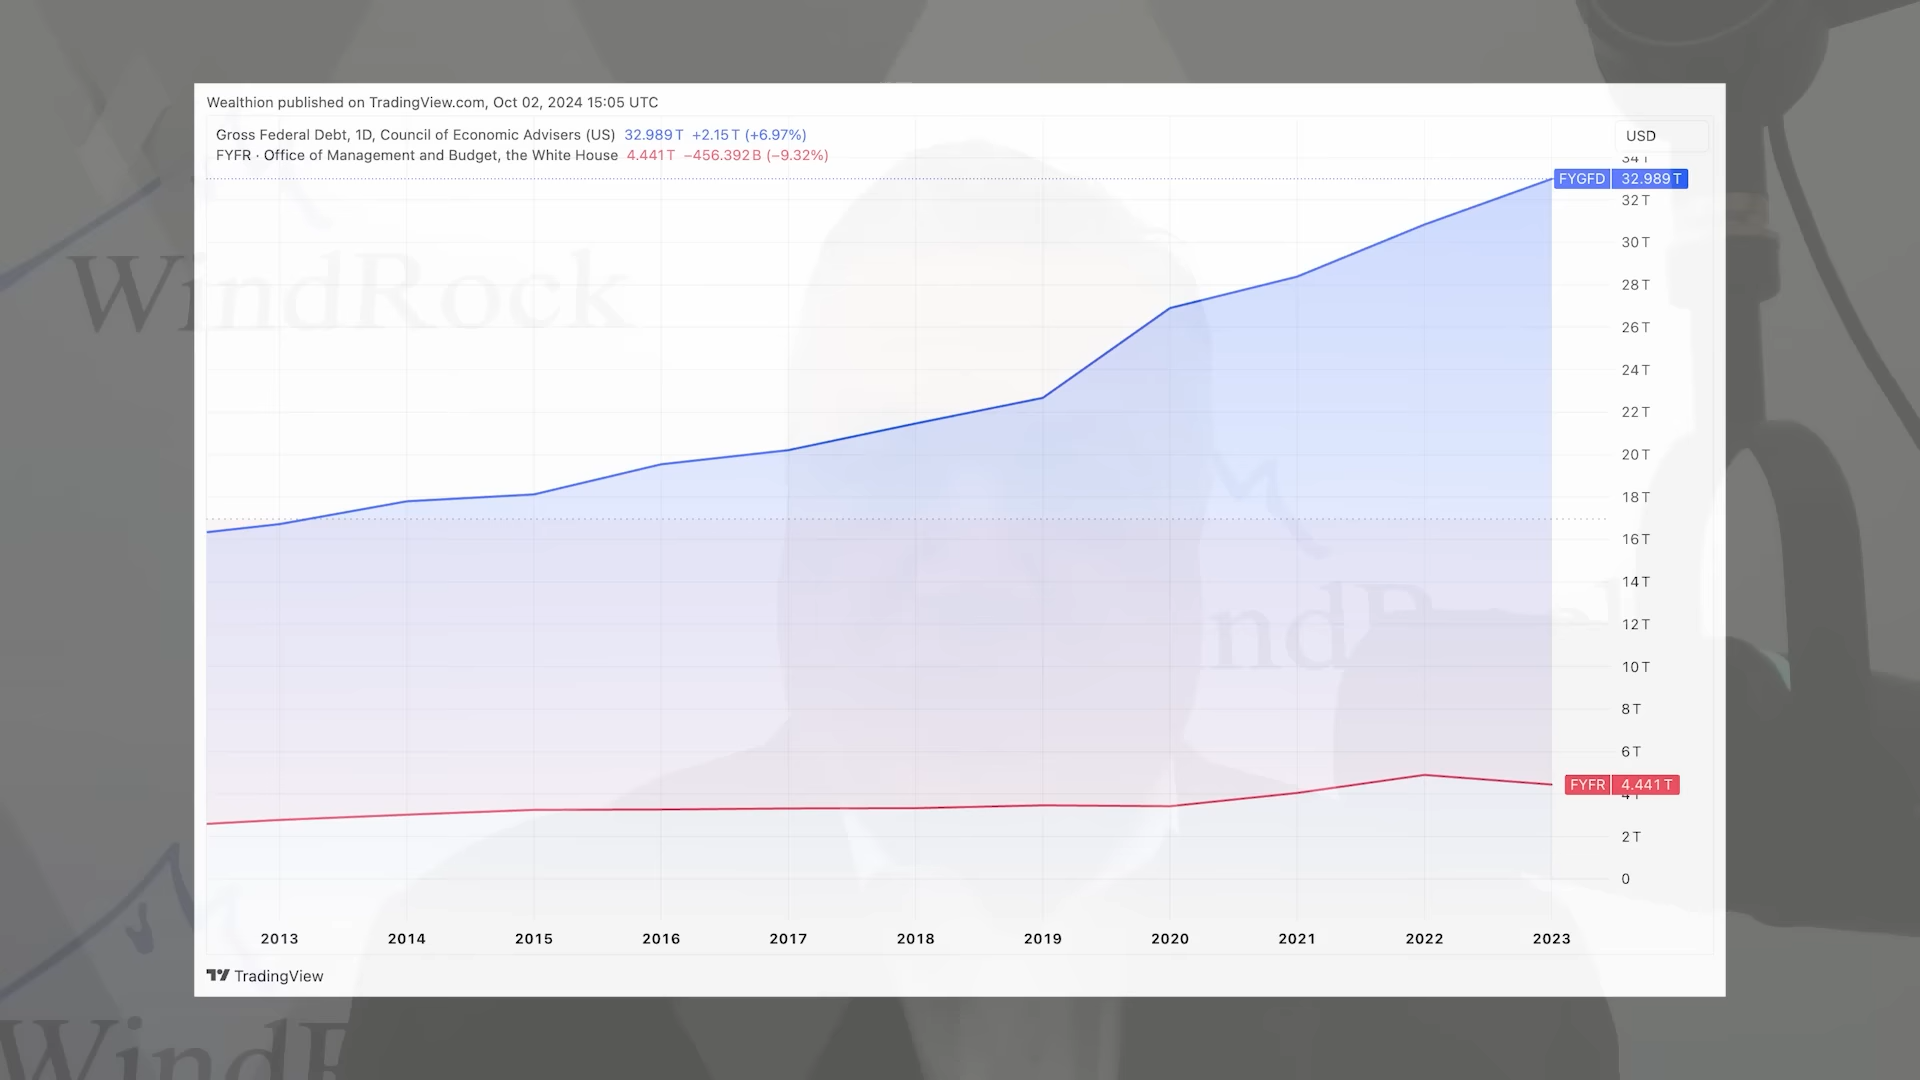 Wealthion published on TradingView.com, Oct 02, 2024 15:05 UTC
Gross Federal Debt, 1D, Council of Economic Advisers (US) 32.989 T +2.15 T (+6.97%)
FYFR · Office of Management and Budget, the White House 4.441 T −456.392 B (−9.32%)
USD
34 T
FYGFD 32.989 T
32 T
30 T
28 T
26 T
24 T
22 T
20 T
18 T
16 T
14 T
12 T
10 T
8 T
6 T
FYFR 4.441 T
4 T
2 T
0
2013 2014 2015 2016 2017 2018 2019 2020 2021 2022 2023
TradingView
WindRock
ndR
WindR